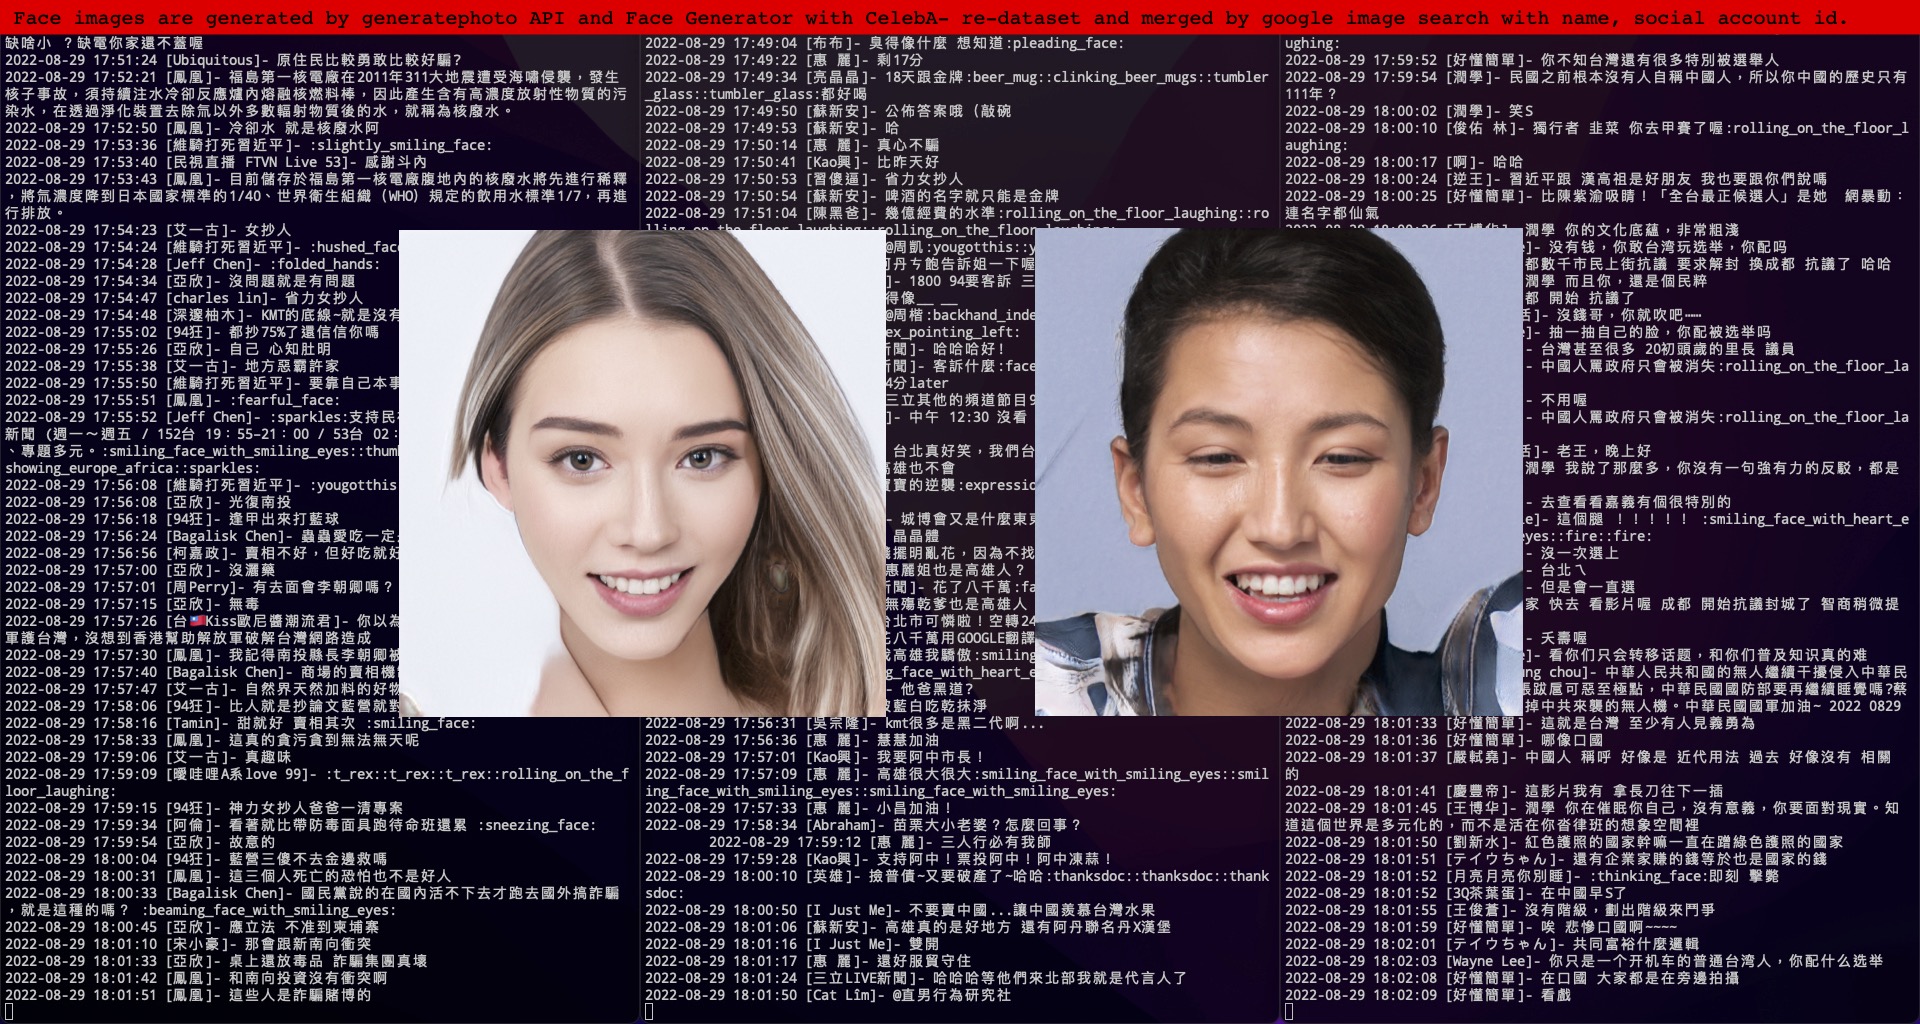 Face images are generated by generatephoto API and Face Generator with CelebA- re-dataset and merged by google image search with name, social account id.
缺啥小 ？缺電你家還不蓋喔
2022-08-29 17:51:24 [Ubiquitous]- 原住民比較勇敢比較好騙?
2022-08-29 17:52:21 [鳳凰]- 福島第一核電廠在2011年311大地震遭受海嘯侵襲，發生
核子事故，須持續注水冷卻反應爐內熔融核燃料棒，因此產生含有高濃度放射性物質的污
染水，在透過淨化裝置去除氚以外多數輻射物質後的水，就稱為核廢水。
2022-08-29 17:52:50 [鳳凰]- 冷卻水 就是核廢水阿
2022-08-29 17:53:36 [維騎打死習近平]- :slightly_smiling_face:
2022-08-29 17:53:40 [民視直播 FTVN Live 53]- 感謝斗內
2022-08-29 17:53:43 [鳳凰]- 目前儲存於福島第一核電廠腹地內的核廢水將先進行稀釋
，將氚濃度降到日本國家標準的1/40、世界衛生組織（WHO）規定的飲用水標準1/7，再進
行排放。
2022-08-29 17:54:23 [艾一古]- 女抄人
2022-08-29 17:54:24 [維騎打死習近平]- :hushed_fac
2022-08-29 17:54:28 [Jeff Chen]- :folded_hands:
2022-08-29 17:54:34 [亞欣]- 沒問題就是有問題
2022-08-29 17:54:47 [charles lin]- 省力女抄人
2022-08-29 17:54:48 [深邃柚木]- KMT的底線~就是沒有
2022-08-29 17:55:02 [94狂]- 都抄75%了還信信你嗎
2022-08-29 17:55:26 [亞欣]- 自己 心知肚明
2022-08-29 17:55:38 [艾一古]- 地方惡霸許家
2022-08-29 17:55:50 [維騎打死習近平]- 要靠自己本事
2022-08-29 17:55:51 [鳳凰]- :fearful_face:
2022-08-29 17:55:52 [Jeff Chen]- :sparkles:支持民
新聞 (週一～週五 / 152台 19：55-21：00 / 53台 02：
、專題多元。:smiling_face_with_smiling_eyes::thum
showing_europe_africa::sparkles:
2022-08-29 17:56:08 [維騎打死習近平]- :yougotthis
2022-08-29 17:56:08 [亞欣]- 光復南投
2022-08-29 17:56:18 [94狂]- 逢甲出來打藍球
2022-08-29 17:56:24 [Bagalisk Chen]- 蟲蟲愛吃一定
2022-08-29 17:56:56 [柯嘉政]- 賣相不好，但好吃就好
2022-08-29 17:57:00 [亞欣]- 沒灑藥
2022-08-29 17:57:01 [周Perry]- 有去面會李朝卿嗎？
2022-08-29 17:57:15 [亞欣]- 無毒
2022-08-29 17:57:26 [台🇹🇼Kiss歐尼醬潮流君]- 你以為
軍護台灣，沒想到香港幫助解放軍破解台灣網路造成
2022-08-29 17:57:30 [鳳凰]- 我記得南投縣長李朝卿被
2022-08-29 17:57:40 [Bagalisk Chen]- 商場的賣相機
2022-08-29 17:57:47 [艾一古]- 自然界天然加料的好物
2022-08-29 17:58:06 [94狂]- 比人就是抄論文藍營就對
2022-08-29 17:58:16 [Tamin]- 甜就好 賣相其次 :smiling_face:
2022-08-29 17:58:33 [鳳凰]- 這真的貪污貪到無法無天呢
2022-08-29 17:59:06 [艾一古]- 真趣味
2022-08-29 17:59:09 [噯哇哩A系love 99]- :t_rex::t_rex::t_rex::rolling_on_the_f
loor_laughing:
2022-08-29 17:59:15 [94狂]- 神力女抄人爸爸一清專案
2022-08-29 17:59:34 [阿倫]- 看著就比帶防毒面具跑待命班還累 :sneezing_face:
2022-08-29 17:59:54 [亞欣]- 故意的
2022-08-29 18:00:04 [94狂]- 藍營三傻不去金邊救嗎
2022-08-29 18:00:31 [鳳凰]- 這三個人死亡的恐怕也不是好人
2022-08-29 18:00:33 [Bagalisk Chen]- 國民黨說的在國內活不下去才跑去國外搞詐騙
，就是這種的嗎？ :beaming_face_with_smiling_eyes:
2022-08-29 18:00:45 [亞欣]- 應立法 不准到柬埔寨
2022-08-29 18:01:10 [宋小豪]- 那會跟新南向衝突
2022-08-29 18:01:33 [亞欣]- 桌上還放毒品 詐騙集團真壞
2022-08-29 18:01:42 [鳳凰]- 和南向投資沒有衝突啊
2022-08-29 18:01:51 [鳳凰]- 這些人是詐騙賭博的
2022-08-29 17:49:04 [布布]- 臭得像什麼 想知道:pleading_face:
2022-08-29 17:49:22 [惠 麗]- 剩17分
2022-08-29 17:49:34 [亮晶晶]- 18天跟金牌:beer_mug::clinking_beer_mugs::tumbler
_glass::tumbler_glass:都好喝
2022-08-29 17:49:50 [蘇新安]- 公佈答案哦（敲碗
2022-08-29 17:49:53 [蘇新安]- 哈
2022-08-29 17:50:14 [惠 麗]- 真心不騙
2022-08-29 17:50:41 [Kao興]- 比昨天好
2022-08-29 17:50:53 [習傻逼]- 省力女抄人
2022-08-29 17:50:54 [蘇新安]- 啤酒的名字就只能是金牌
2022-08-29 17:51:04 [陳黑爸]- 幾億經費的水準:rolling_on_the_floor_laughing::ro
lling_on_the_floor_laughing::rolling_on_the_floor_laughing:
@周凱:yougotthis::y
阿丹ㄘ飽告訴姐一下喔
]- 1800 94要客訴 三
得像__ __
@周楷:backhand_inde
ex_pointing_left:
新聞]- 哈哈哈好！
新聞]- 客訴什麼:face
4分later
三立其他的頻道節目9
]- 中午 12:30 沒看
台北真好笑，我們台
高雄也不會
寶寶的逆襲:expressio
- 城博會又是什麼東東
晶晶體
擺明亂花，因為不找
惠麗姐也是高雄人？
新聞]- 花了八千萬:fa
無殤乾爹也是高雄人
台北市可憐啦！空轉24
花八千萬用GOOGLE翻譯
我高雄我驕傲:smiling
g_face_with_heart_e
- 他爸黑道?
被藍白吃乾抹淨
2022-08-29 17:56:31 [吳宗隆]- kmt很多是黑二代啊...
2022-08-29 17:56:36 [惠 麗]- 慧慧加油
2022-08-29 17:57:01 [Kao興]- 我要阿中市長！
2022-08-29 17:57:09 [惠 麗]- 高雄很大很大:smiling_face_with_smiling_eyes::smil
ing_face_with_smiling_eyes::smiling_face_with_smiling_eyes:
2022-08-29 17:57:33 [惠 麗]- 小昌加油！
2022-08-29 17:58:34 [Abraham]- 苗栗大小老婆？怎麼回事？
2022-08-29 17:59:12 [惠 麗]- 三人行必有我師
2022-08-29 17:59:28 [Kao興]- 支持阿中！票投阿中！阿中凍蒜！
2022-08-29 18:00:10 [英雄]- 撿普債~又要破產了~哈哈:thanksdoc::thanksdoc::thank
sdoc:
2022-08-29 18:00:50 [I Just Me]- 不要賣中國...讓中國羨慕台灣水果
2022-08-29 18:01:06 [蘇新安]- 高雄真的是好地方 還有阿丹聯名丹X漢堡
2022-08-29 18:01:16 [I Just Me]- 雙開
2022-08-29 18:01:17 [惠 麗]- 還好服貿守住
2022-08-29 18:01:24 [三立LIVE新聞]- 哈哈哈等他們來北部我就是代言人了
2022-08-29 18:01:50 [Cat Lîm]- @直男行為研究社
ughing:
2022-08-29 17:59:52 [好懂簡單]- 你不知台灣還有很多特別被選舉人
2022-08-29 17:59:54 [潤學]- 民國之前根本沒有人自稱中國人，所以你中國的歷史只有
111年？
2022-08-29 18:00:02 [潤學]- 笑S
2022-08-29 18:00:10 [俊佑 林]- 獨行者 韭菜 你去甲賽了喔:rolling_on_the_floor_l
aughing:
2022-08-29 18:00:17 [啊]- 哈哈
2022-08-29 18:00:24 [逆王]- 習近平跟 漢高祖是好朋友 我也要跟你們說嗎
2022-08-29 18:00:25 [好懂簡單]- 比陳紫渝吸睛！「全台最正候選人」是她 網暴動：
連名字都仙氣
2022-08-29 18:00:26 [王博华]- 潤學 你的文化底蘊，非常粗淺
]- 沒有钱，你敢台湾玩选举，你配吗
都數千市民上街抗議 要求解封 換成都 抗議了 哈哈
潤學 而且你，還是個民粹
都 開始 抗議了
活]- 沒錢哥，你就吹吧……
]- 抽一抽自己的脸，你配被选举吗
- 台灣甚至很多 20初頭歲的里長 議員
- 中國人罵政府只會被消失:rolling_on_the_floor_la
- 不用喔
- 中國人罵政府只會被消失:rolling_on_the_floor_la
活]- 老王，晚上好
潤學 我說了那麼多，你沒有一句強有力的反駁，都是
- 去查看看嘉義有個很特別的
e]- 這個腿 ！！！！！ :smiling_face_with_heart_e
eyes::fire::fire:
- 沒一次選上
- 台北ㄟ
- 但是會一直選
家 快去 看影片喔 成都 開始抗議封城了 智商稍微提
- 夭壽喔
]- 看你们只会转移话题，和你们普及知识真的难
ng chou]- 中華人民共和國的無人繼續干擾侵入中華民
張跋扈可惡至極點，中華民國國防部要再繼續睡覺嗎?蔡
掉中共來襲的無人機。中華民國國軍加油~ 2022 0829
2022-08-29 18:01:33 [好懂簡單]- 這就是台灣 至少有人見義勇為
2022-08-29 18:01:36 [好懂簡單]- 哪像口國
2022-08-29 18:01:37 [嚴軾堯]- 中國人 稱呼 好像是 近代用法 過去 好像沒有 相關
的
2022-08-29 18:01:41 [慶豐帝]- 這影片我有 拿長刀往下一插
2022-08-29 18:01:45 [王博华]- 潤學 你在催眠你自己，沒有意義，你要面對現實。知
道這個世界是多元化的，而不是活在你沓律班的想象空間裡
2022-08-29 18:01:50 [劉新水]- 紅色護照的國家幹嘛一直在蹭綠色護照的國家
2022-08-29 18:01:51 [テイウちゃん]- 還有企業家賺的錢等於也是國家的錢
2022-08-29 18:01:52 [月亮月亮你別睡]- :thinking_face:即刻 擊斃
2022-08-29 18:01:52 [3Q茶葉蛋]- 在中國早S了
2022-08-29 18:01:55 [王俊蒼]- 沒有階級，劃出階級來鬥爭
2022-08-29 18:01:59 [好懂簡單]- 唉 悲慘口國啊~~~~
2022-08-29 18:02:01 [テイウちゃん]- 共同富裕什麼邏輯
2022-08-29 18:02:03 [Wayne Lee]- 你只是一个开机车的普通台湾人，你配什么选举
2022-08-29 18:02:08 [好懂簡單]- 在口國 大家都是在旁邊拍攝
2022-08-29 18:02:09 [好懂簡單]- 看戲